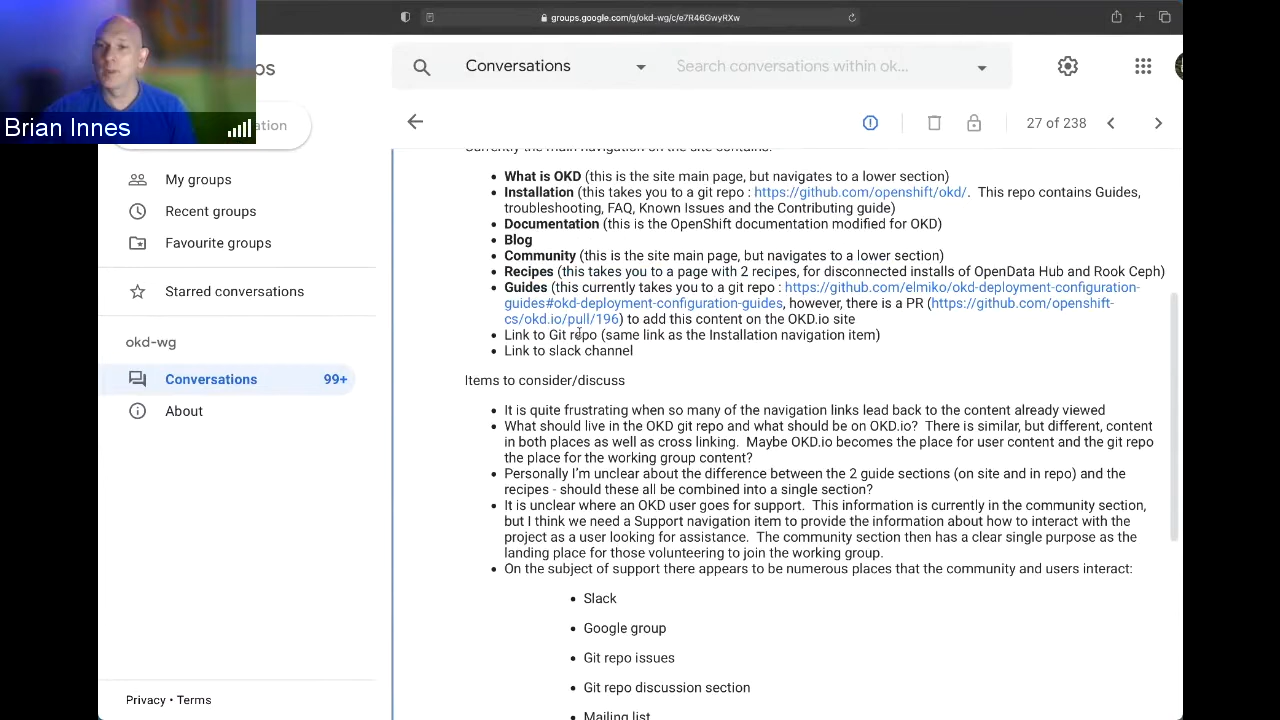 groups.google.com/g/okd-wg/c/e7R46GwyRXw
Brian Innes
Conversations
Search conversations within ok...
27 of 238
My groups
Recent groups
Favourite groups
Starred conversations
okd-wg
Conversations 99+
About
Privacy • Terms
Currently the main navigation on the site contains:
• What is OKD (this is the site main page, but navigates to a lower section)
• Installation (this takes you to a git repo : https://github.com/openshift/okd/. This repo contains Guides,
troubleshooting, FAQ, Known Issues and the Contributing guide)
• Documentation (this is the OpenShift documentation modified for OKD)
• Blog
• Community (this is the site main page, but navigates to a lower section)
• Recipes (this takes you to a page with 2 recipes, for disconnected installs of OpenData Hub and Rook Ceph)
• Guides (this currently takes you to a git repo : https://github.com/elmiko/okd-deployment-configuration-
guides#okd-deployment-configuration-guides, however, there is a PR (https://github.com/openshift-
cs/okd.io/pull/196) to add this content on the OKD.io site
• Link to Git repo (same link as the Installation navigation item)
• Link to slack channel
Items to consider/discuss
• It is quite frustrating when so many of the navigation links lead back to the content already viewed
• What should live in the OKD git repo and what should be on OKD.io? There is similar, but different, content
in both places as well as cross linking. Maybe OKD.io becomes the place for user content and the git repo
the place for the working group content?
• Personally I'm unclear about the difference between the 2 guide sections (on site and in repo) and the
recipes - should these all be combined into a single section?
• It is unclear where an OKD user goes for support. This information is currently in the community section,
but I think we need a Support navigation item to provide the information about how to interact with the
project as a user looking for assistance. The community section then has a clear single purpose as the
landing place for those volunteering to join the working group.
• On the subject of support there appears to be numerous places that the community and users interact:
• Slack
• Google group
• Git repo issues
• Git repo discussion section
• Mailing list